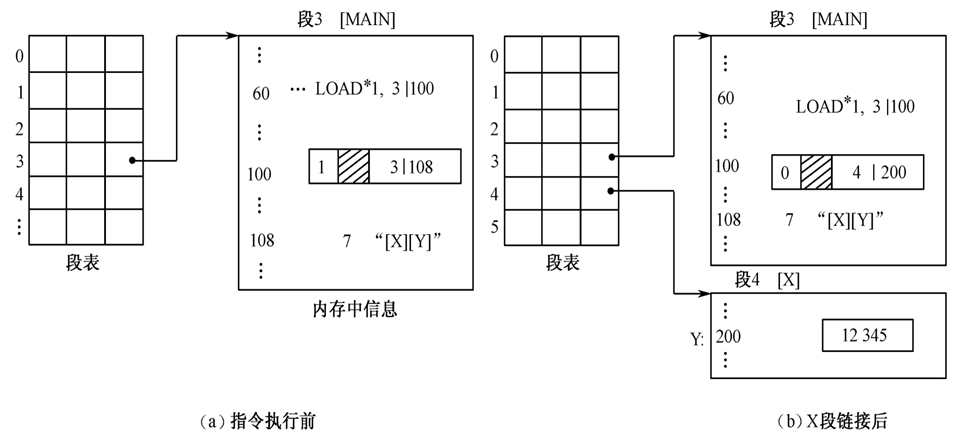 段3 [MAIN]
0
1
2
3
4
⋮
段表
⋮
60 ··· LOAD*1, 3|100
⋮
100 1 3|108
⋮
108 7 “[X][Y]”
⋮
内存中信息
(a)指令执行前
段3 [MAIN]
0
1
2
3
4
5
段表
⋮
60
LOAD*1, 3|100
⋮
100 0 4 | 200
⋮
108 7 “[X][Y]”
⋮
段4 [X]
⋮
Y: 200 12 345
⋮
(b)X段链接后